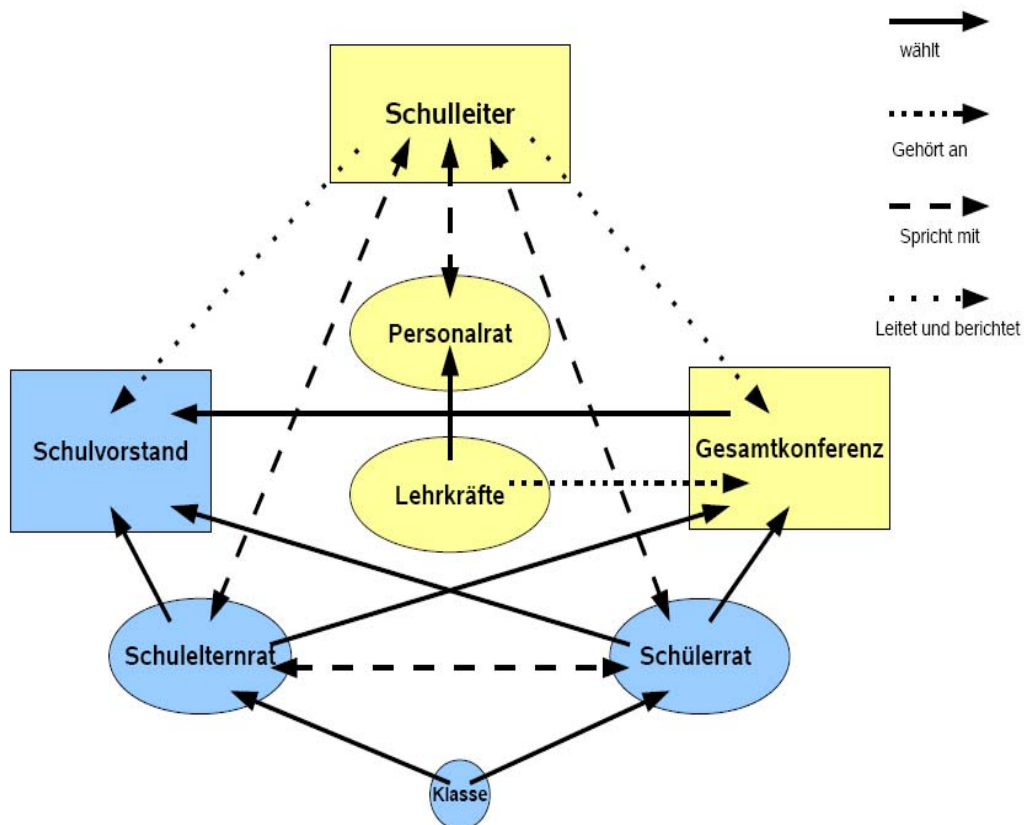 wählt
Schulleiter
Gehört an
Spricht mit
Leitet und berichtet
Personalrat
Schulvorstand
Gesamtkonferenz
Lehrkräfte
Schulelternrat
Schülerrat
Klasse